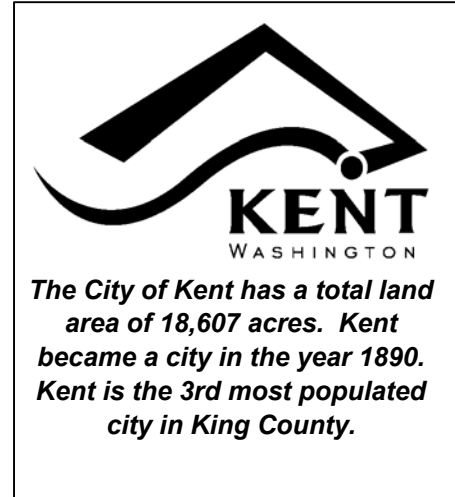 KENT
WASHINGTON
The City of Kent has a total land
area of 18,607 acres.  Kent
became a city in the year 1890.
Kent is the 3rd most populated
city in King County.